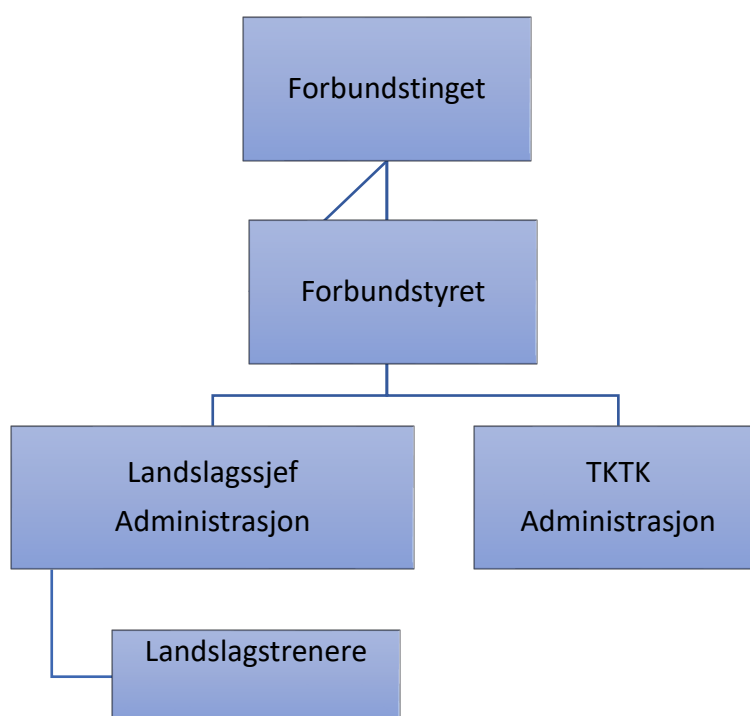 Forbundstinget
Forbundstyret
Landslagssjef
Administrasjon
TKTK
Administrasjon
Landslagstrenere